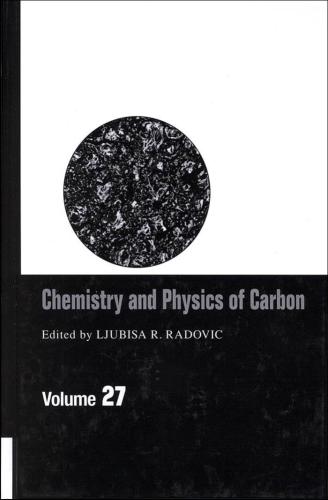 Chemistry and Physics of Carbon
Edited by LJUBISA R. RADOVIC
Volume 27